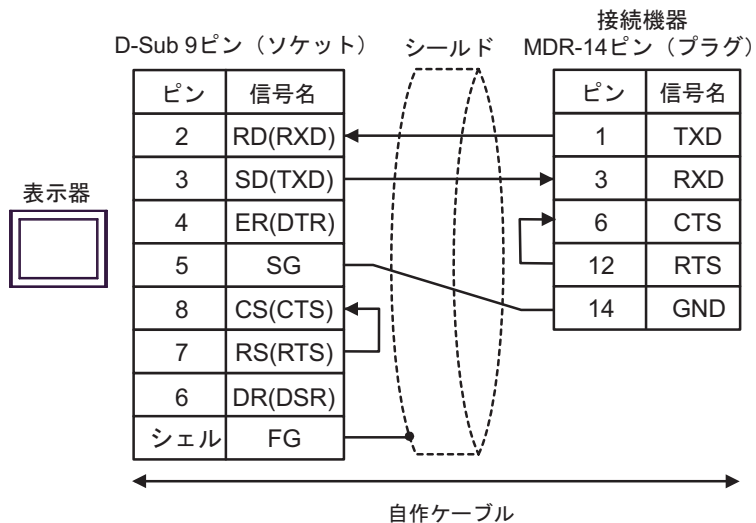 接続機器
D-Sub 9ピン（ソケット） シールド MDR-14ピン（プラグ）
ピン 信号名 ピン 信号名
2 RD(RXD) 1 TXD
3 SD(TXD) 3 RXD
表示器
4 ER(DTR) 6 CTS
5 SG 12 RTS
8 CS(CTS) 14 GND
7 RS(RTS)
6 DR(DSR)
シェル FG
自作ケーブル